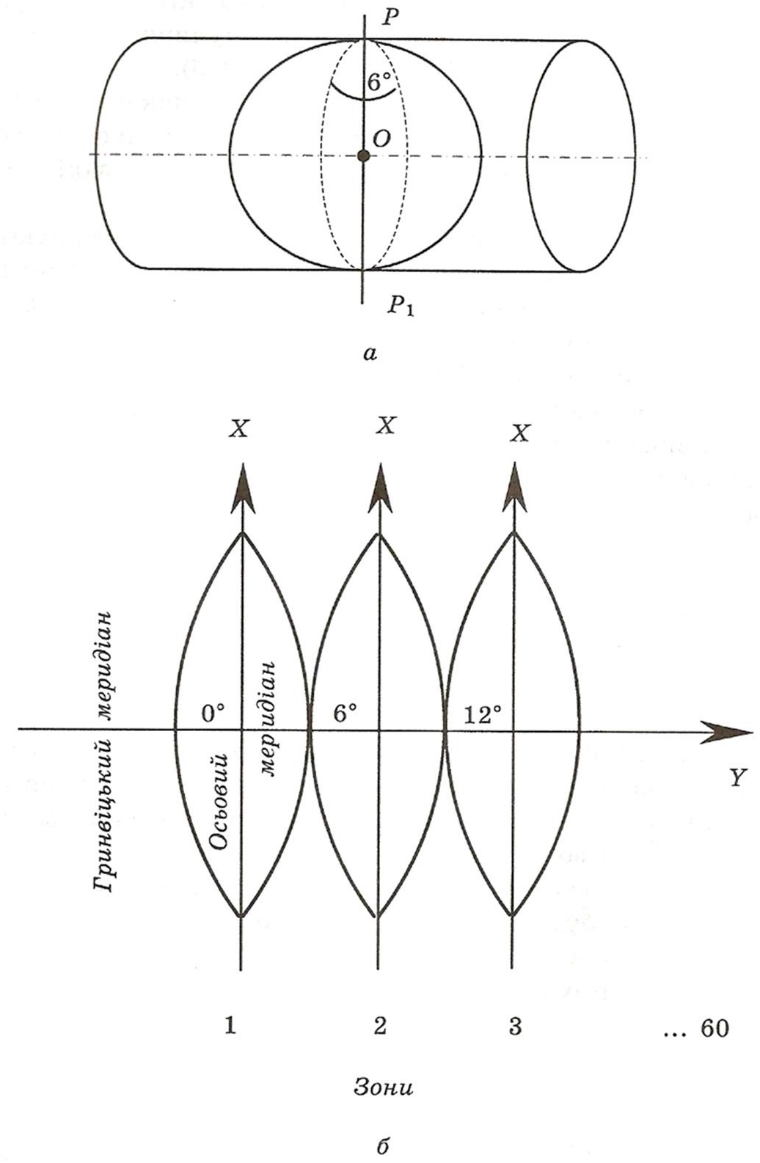 P
6°
O
P₁
а
X X X
Гринвіцький меридіан
0° 6° 12°
Осьовий меридіан
Y
1 2 3 ... 60
Зони
б